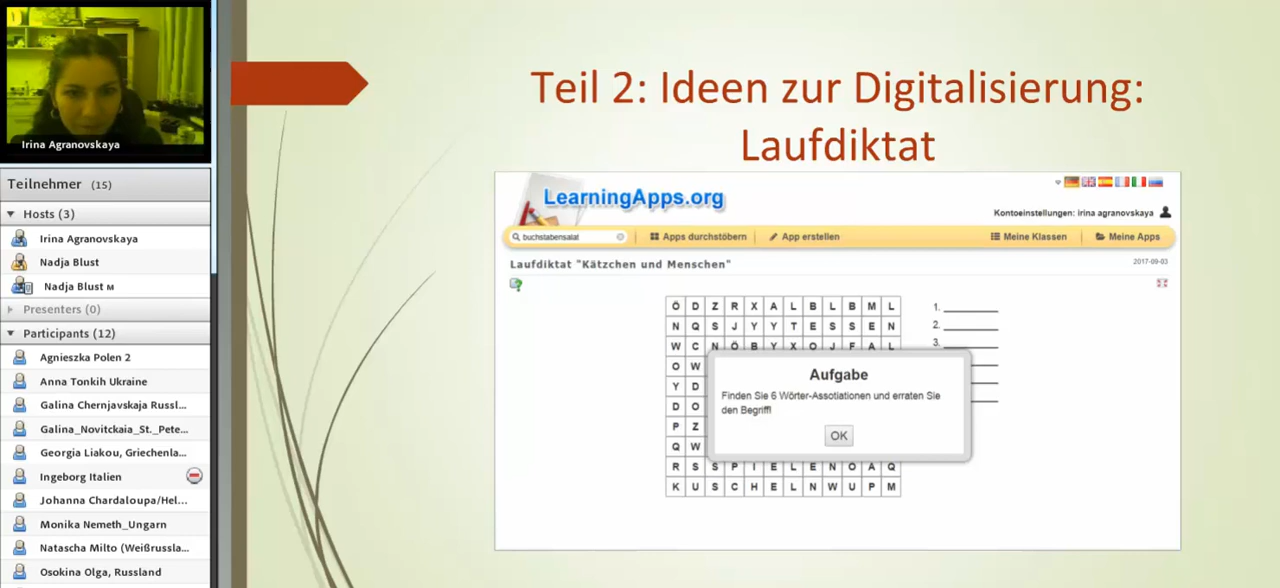 Irina Agranovskaya
Teilnehmer (15)
Hosts (3)
Irina Agranovskaya
Nadja Blust
Nadja Blust м
Presenters (0)
Participants (12)
Agnieszka Polen 2
Anna Tonkih Ukraine
Galina Chernjavskaja Russl...
Galina_Novitckaia_St._Pete...
Georgia Liakou, Griechenla...
Ingeborg Italien
Johanna Chardaloupa/Hel...
Monika Nemeth_Ungarn
Natascha Milto (Weißrussla...
Osokina Olga, Russland
Teil 2: Ideen zur Digitalisierung:
Laufdiktat
LearningApps.org
Kontoeinstellungen: irina agranovskaya
buchstabensalat
Apps durchstöbern
App erstellen
Meine Klassen
Meine Apps
Laufdiktat "Kätzchen und Menschen"
2017-09-03
Ö D Z R X A L B L B M L
N Q S J Y Y T E S S E N
W C N Ö B Y X O J F A L
O W
Y D
D O
P Z
Q W
R S S P I E L E N O A Q
K U S C H E L N W U P M
1.
2.
3.
Aufgabe
Finden Sie 6 Wörter-Assotiationen und erraten Sie
den Begriff!
OK